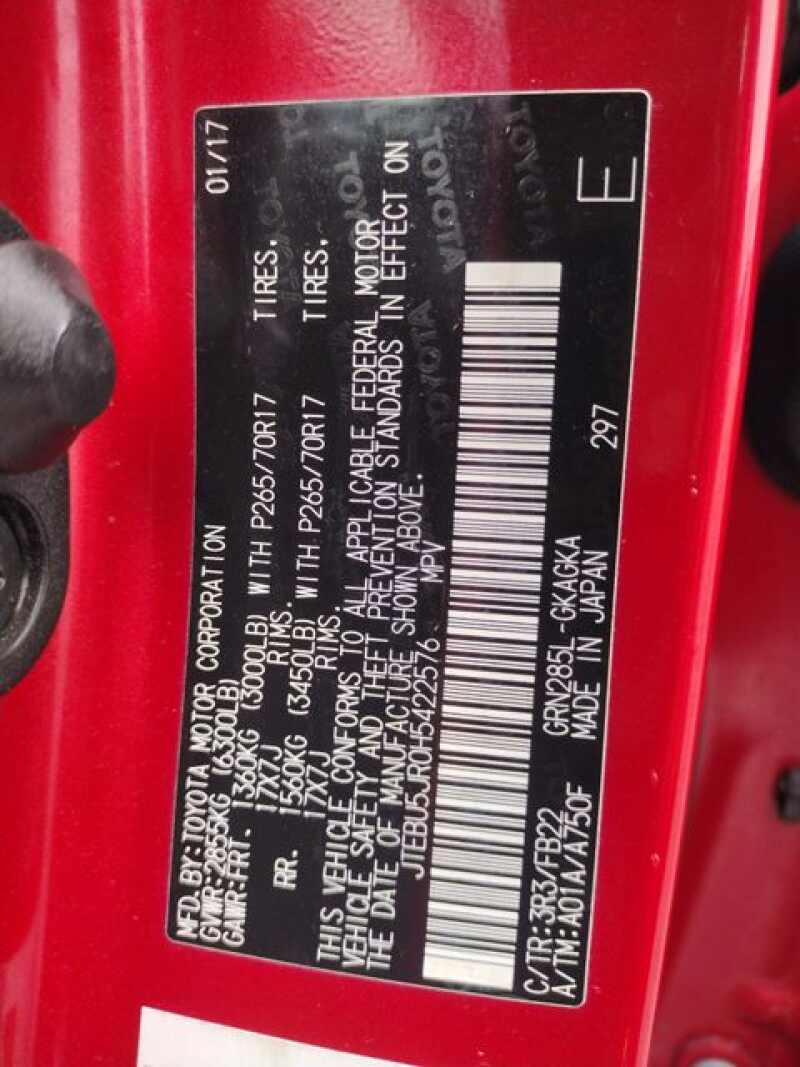 MFD. BY: TOYOTA MOTOR CORPORATION 01/17
GVWR: 2855KG (6300LB)
GAWR: FRT. 1360KG (3000LB) WITH P265/70R17 TIRES.
17X7J RIMS.
RR. 1560KG (3450LB) WITH P265/70R17 TIRES.
17X7J RIMS.
THIS VEHICLE CONFORMS TO ALL APPLICABLE FEDERAL MOTOR
VEHICLE SAFETY AND THEFT PREVENTION STANDARDS IN EFFECT ON
THE DATE OF MANUFACTURE SHOWN ABOVE.
JTEBU5JR0H5422576 MPV
C/TR: 3R3/FB22 GRN285L-GKAGKA 297 E
A/TM: A01A/A750F MADE IN JAPAN
TOYOTA
TOYOTA
TOYOTA
TOYOTA
TOYOTA